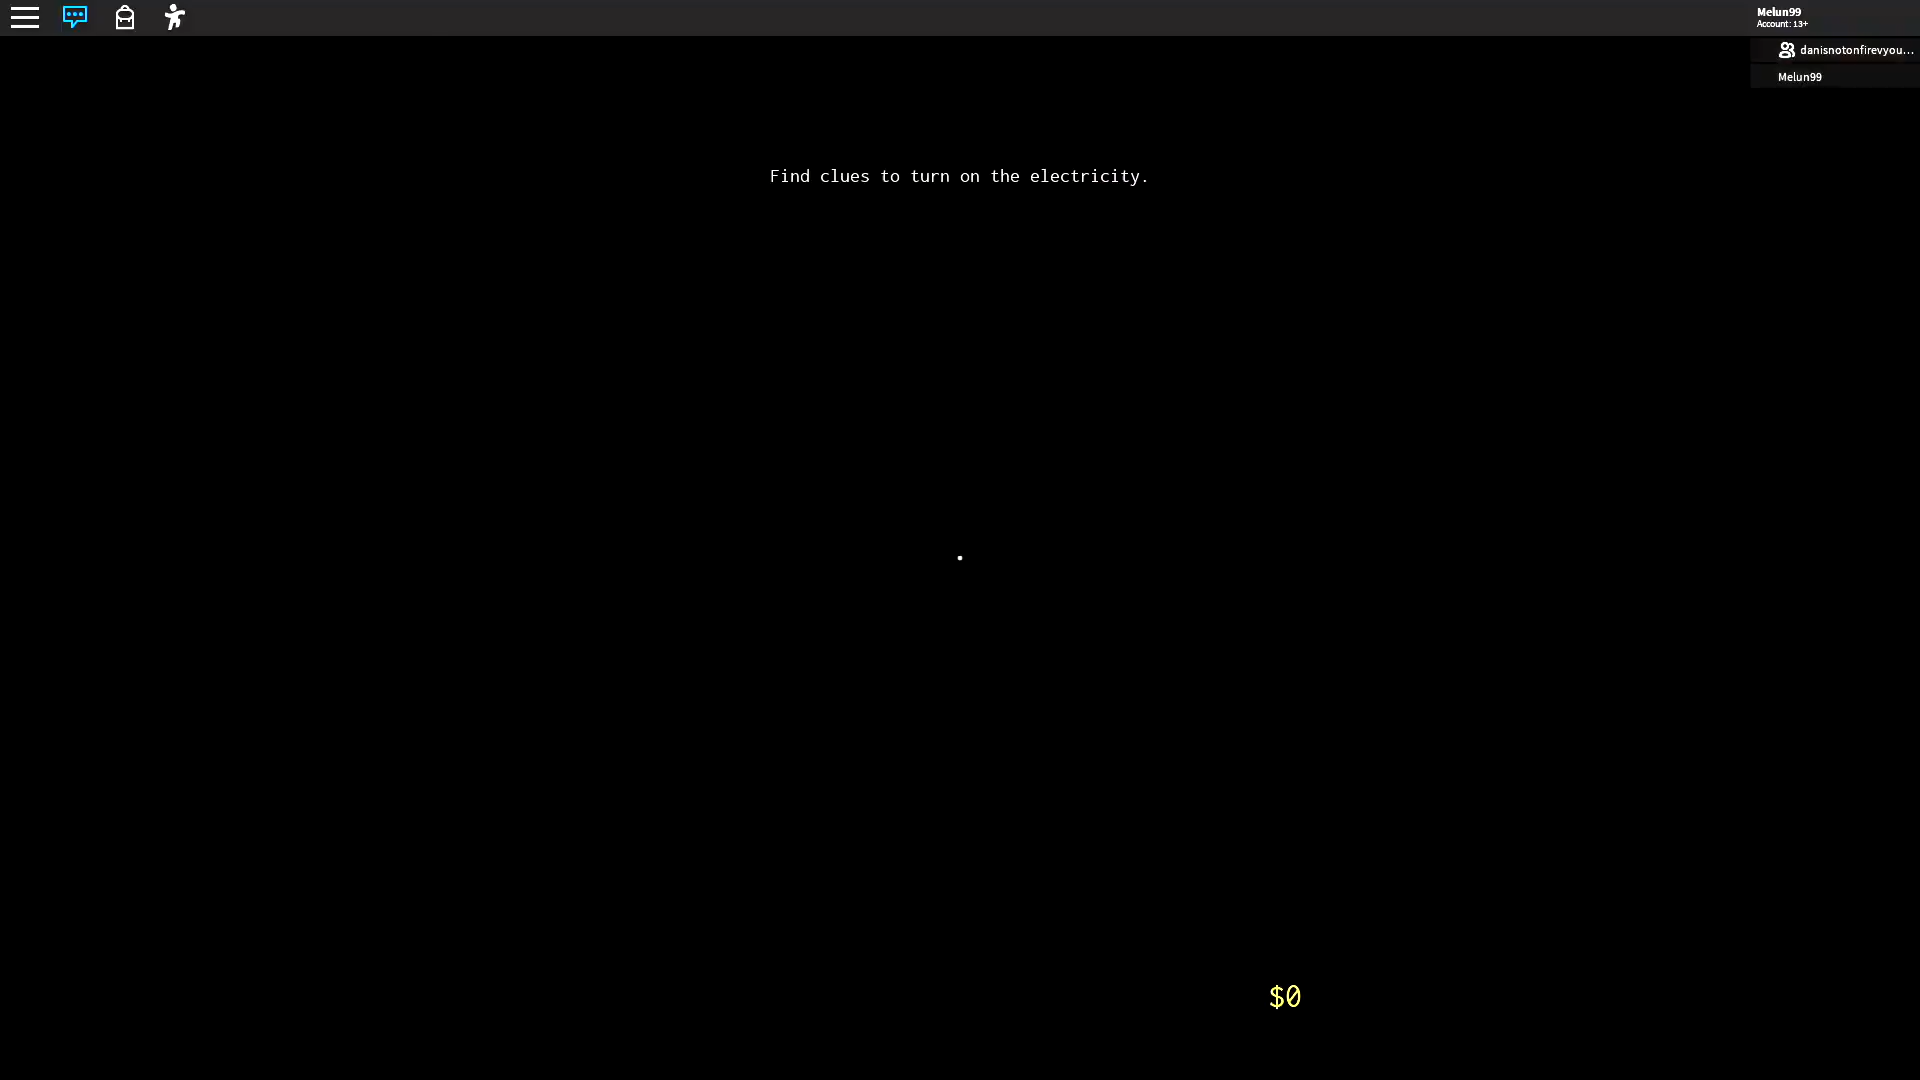 Melun99
Account: 13+
danisnotonfirevyou...
Melun99
Find clues to turn on the electricity.
$0